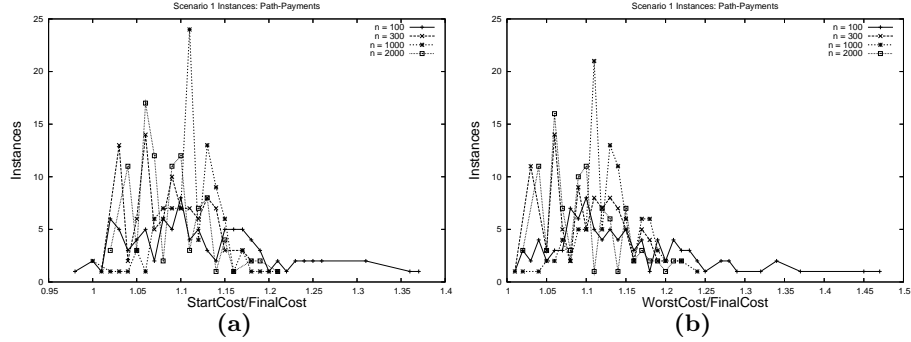 Scenario 1 Instances: Path-Payments
25
20
15
10
5
0
Instances
n = 100
n = 300
n = 1000
n = 2000
0.95 1 1.05 1.1 1.15 1.2 1.25 1.3 1.35 1.4
StartCost/FinalCost
(a)
Scenario 1 Instances: Path-Payments
25
20
15
10
5
0
Instances
n = 100
n = 300
n = 1000
n = 2000
1 1.05 1.1 1.15 1.2 1.25 1.3 1.35 1.4 1.45 1.5
WorstCost/FinalCost
(b)